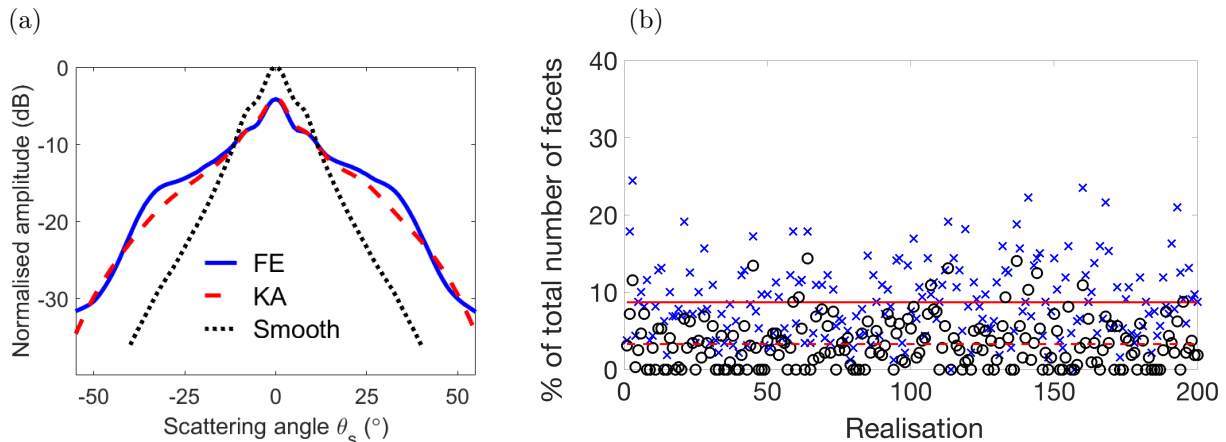 (a)
Normalised amplitude (dB)
0
-10
-20
-30
-50
-25
0
25
50
Scattering angle θs (°)
FE
KA
Smooth
(b)
% of total number of facets
40
30
20
10
0
0
50
100
150
200
Realisation